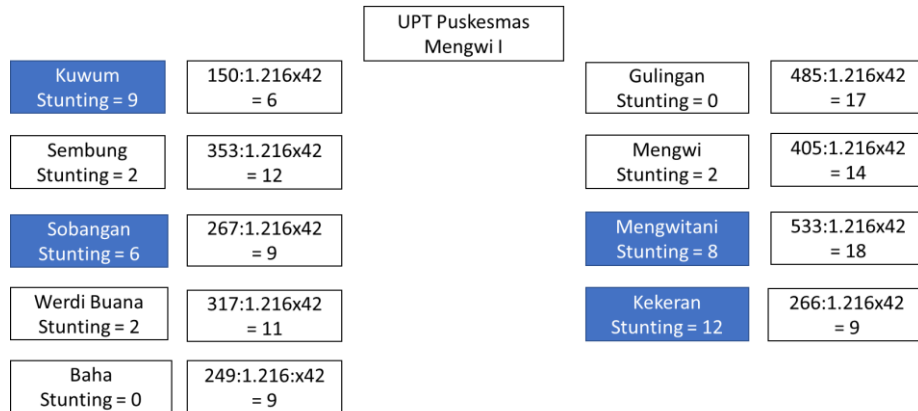 UPT Puskesmas
Mengwi I
Kuwum
Stunting = 9
150:1.216x42
= 6
Gulingan
Stunting = 0
485:1.216x42
= 17
Sembung
Stunting = 2
353:1.216x42
= 12
Mengwi
Stunting = 2
405:1.216x42
= 14
Sobangan
Stunting = 6
267:1.216x42
= 9
Mengwitani
Stunting = 8
533:1.216x42
= 18
Werdi Buana
Stunting = 2
317:1.216x42
= 11
Kekeran
Stunting = 12
266:1.216x42
= 9
Baha
Stunting = 0
249:1.216:x42
= 9